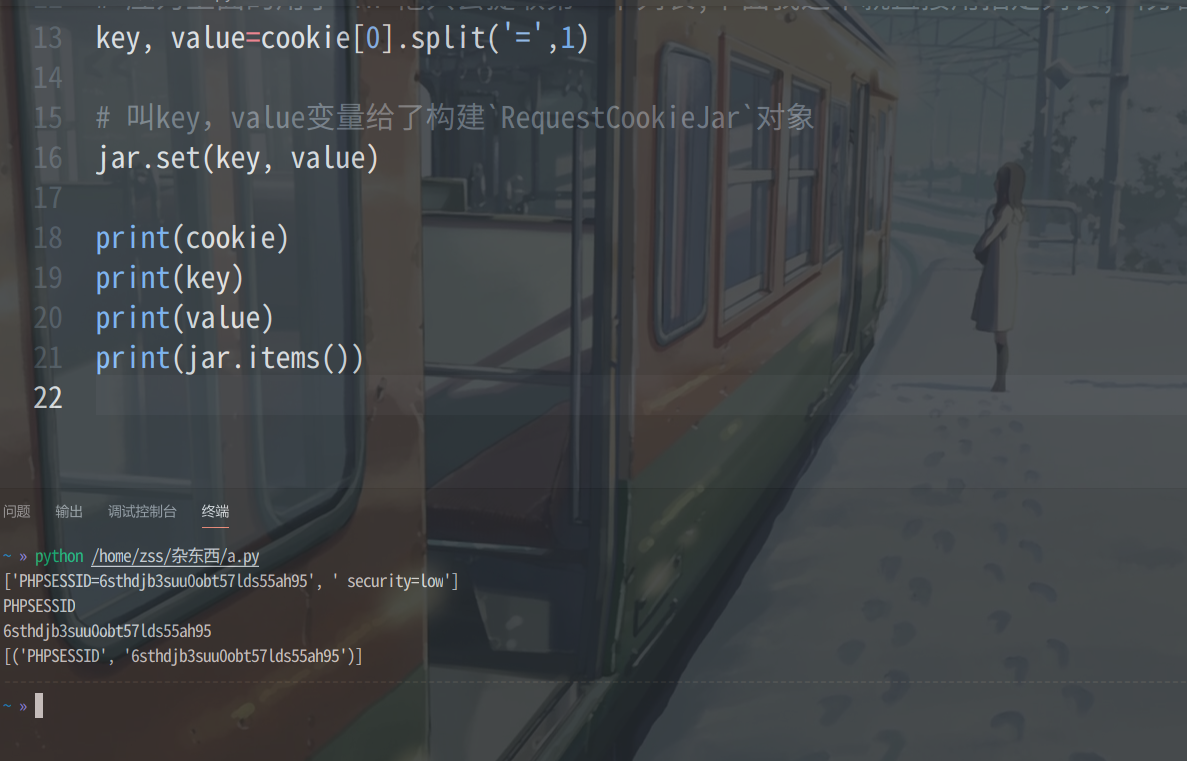 13 key, value=cookie[0].split('=',1)
14
15 # 叫key，value变量给了构建`RequestCookieJar`对象
16 jar.set(key, value)
17
18 print(cookie)
19 print(key)
20 print(value)
21 print(jar.items())
22
问题 输出 调试控制台 终端
~ » python /home/zss/杂东西/a.py
['PHPSESSID=6sthdjb3suu0obt57lds55ah95', ' security=low']
PHPSESSID
6sthdjb3suu0obt57lds55ah95
[('PHPSESSID', '6sthdjb3suu0obt57lds55ah95')]
~ »